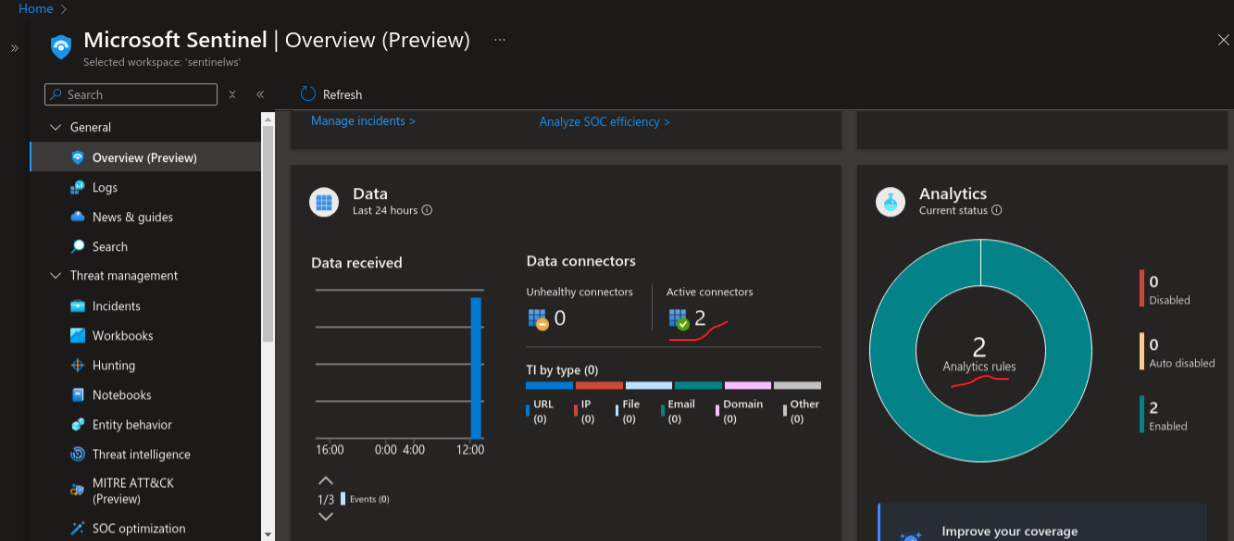 Home >
»
Microsoft Sentinel | Overview (Preview) ...
Selected workspace: 'sentinelws'
Search
«
General
Overview (Preview)
Logs
News & guides
Search
Threat management
Incidents
Workbooks
Hunting
Notebooks
Entity behavior
Threat intelligence
MITRE ATT&CK
(Preview)
SOC optimization
Refresh
Manage incidents >
Analyze SOC efficiency >
Data
Last 24 hours
Data received
16:00 0:00 4:00 12:00
1/3 Events (0)
Data connectors
Unhealthy connectors
0
Active connectors
2
TI by type (0)
URL
(0)
IP
(0)
File
(0)
Email
(0)
Domain
(0)
Other
(0)
Analytics
Current status
2
Analytics rules
0
Disabled
0
Auto disabled
2
Enabled
Improve your coverage